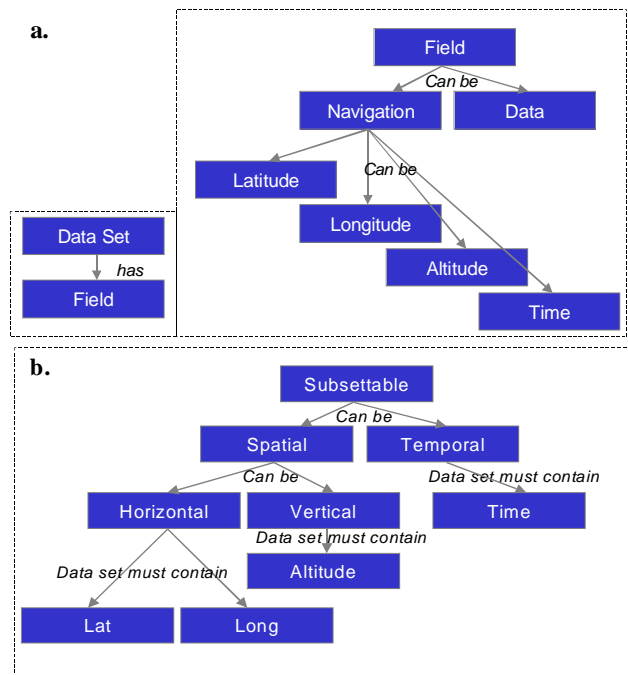 a.
Field
Can be
Navigation
Data
Can be
Latitude
Longitude
Data Set
Altitude
has
Field
Time
b.
Subsettable
Can be
Spatial
Temporal
Can be
Data set must contain
Horizontal
Vertical
Time
Data set must contain
Data set must contain
Altitude
Lat
Long